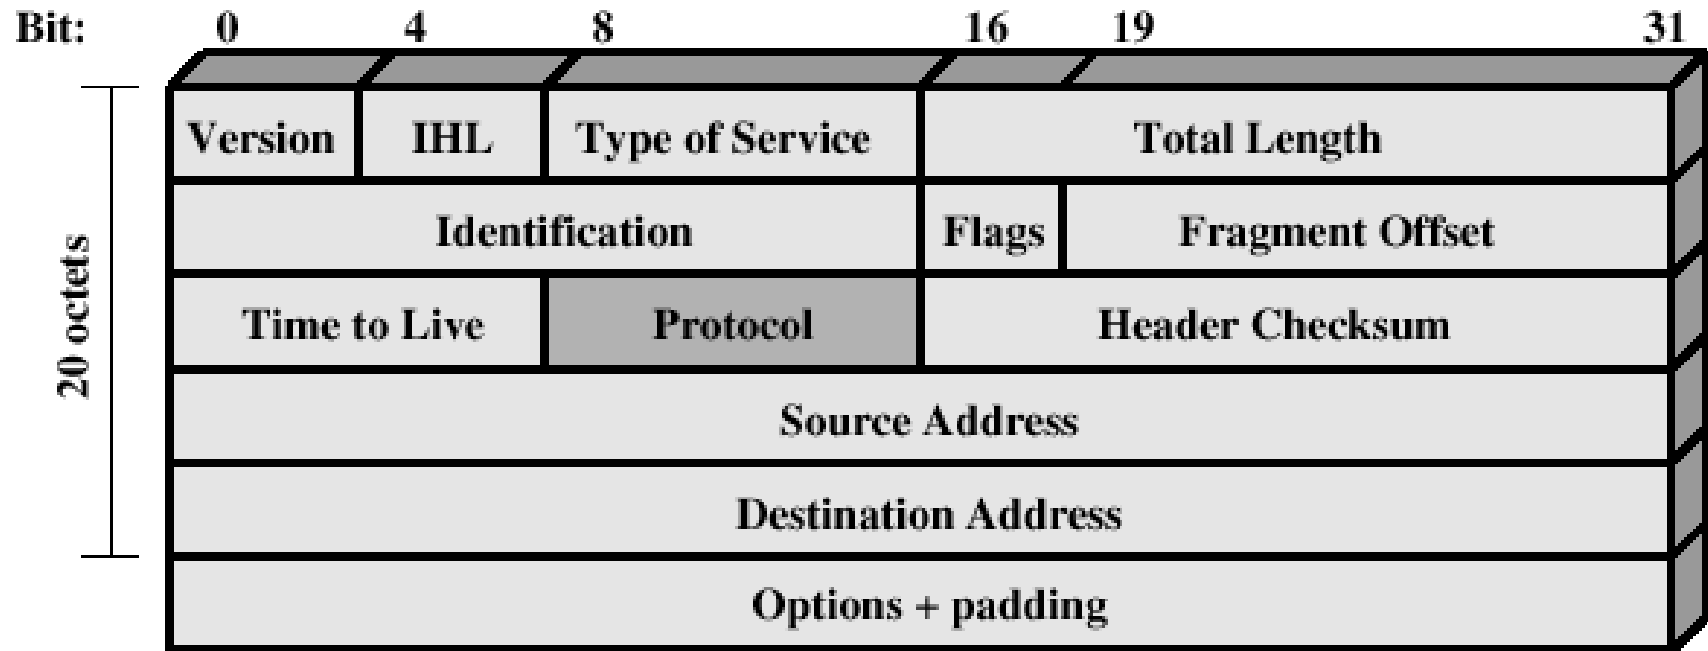 Bit: 0 4 8 16 19 31
Version IHL Type of Service Total Length
Identification Flags Fragment Offset
Time to Live Protocol Header Checksum
Source Address
Destination Address
Options + padding
20 octets